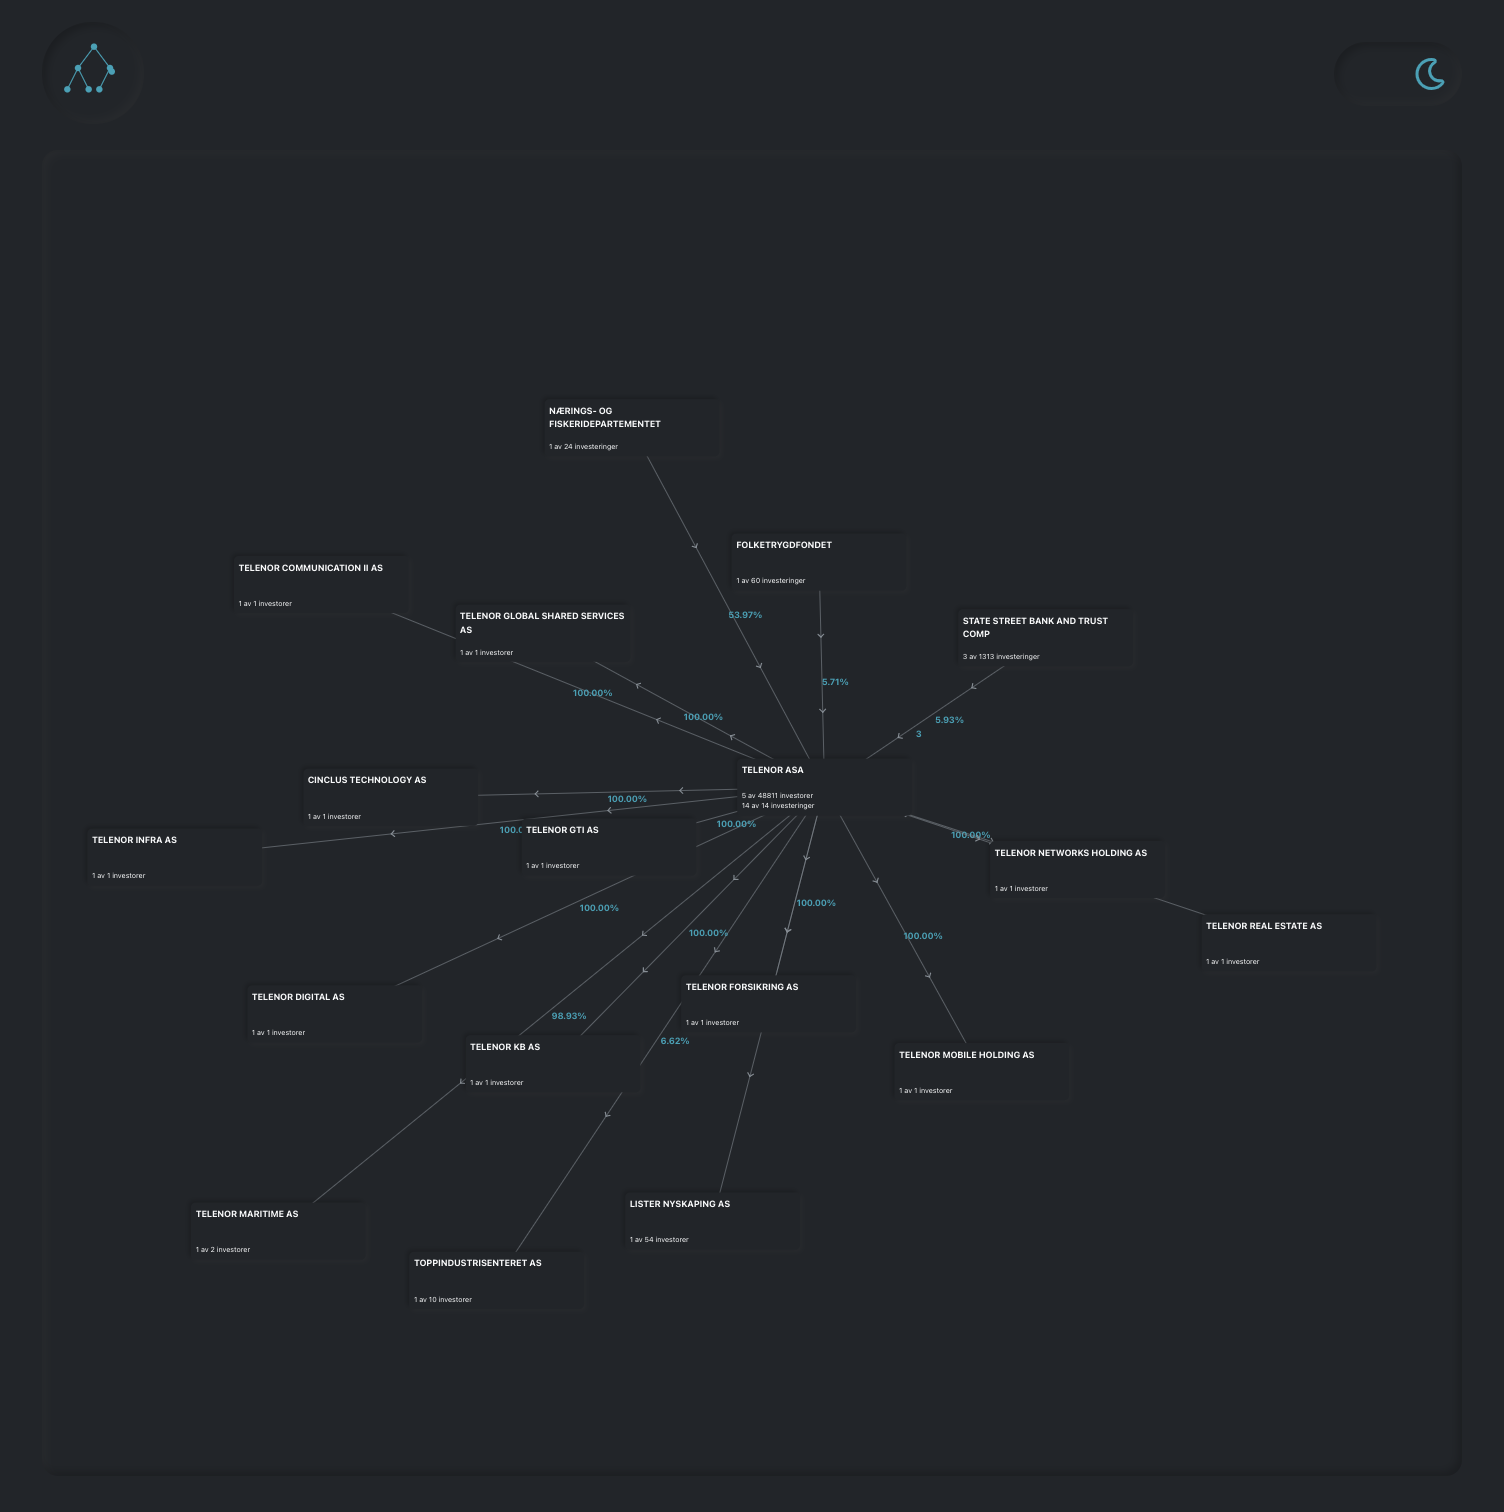 NÆRINGS- OG
FISKERIDEPARTEMENTET
1 av 24 investeringer
FOLKETRYGDFONDET
1 av 60 investeringer
TELENOR COMMUNICATION II AS
1 av 1 investorer
TELENOR GLOBAL SHARED SERVICES
AS
1 av 1 investorer
STATE STREET BANK AND TRUST
COMP
3 av 1313 investeringer
53.97%
5.71%
5.93%
3
100.00%
100.00%
TELENOR ASA
5 av 48811 investorer
14 av 14 investeringer
CINCLUS TECHNOLOGY AS
1 av 1 investorer
100.00%
TELENOR INFRA AS
1 av 1 investorer
100.0
TELENOR GTI AS
1 av 1 investorer
100.00%
100.00%
TELENOR NETWORKS HOLDING AS
1 av 1 investorer
TELENOR REAL ESTATE AS
1 av 1 investorer
100.00%
100.00%
100.00%
100.00%
TELENOR DIGITAL AS
1 av 1 investorer
TELENOR FORSIKRING AS
1 av 1 investorer
98.93%
6.62%
TELENOR KB AS
1 av 1 investorer
TELENOR MOBILE HOLDING AS
1 av 1 investorer
TELENOR MARITIME AS
1 av 2 investorer
LISTER NYSKAPING AS
1 av 54 investorer
TOPPINDUSTRISENTERET AS
1 av 10 investorer